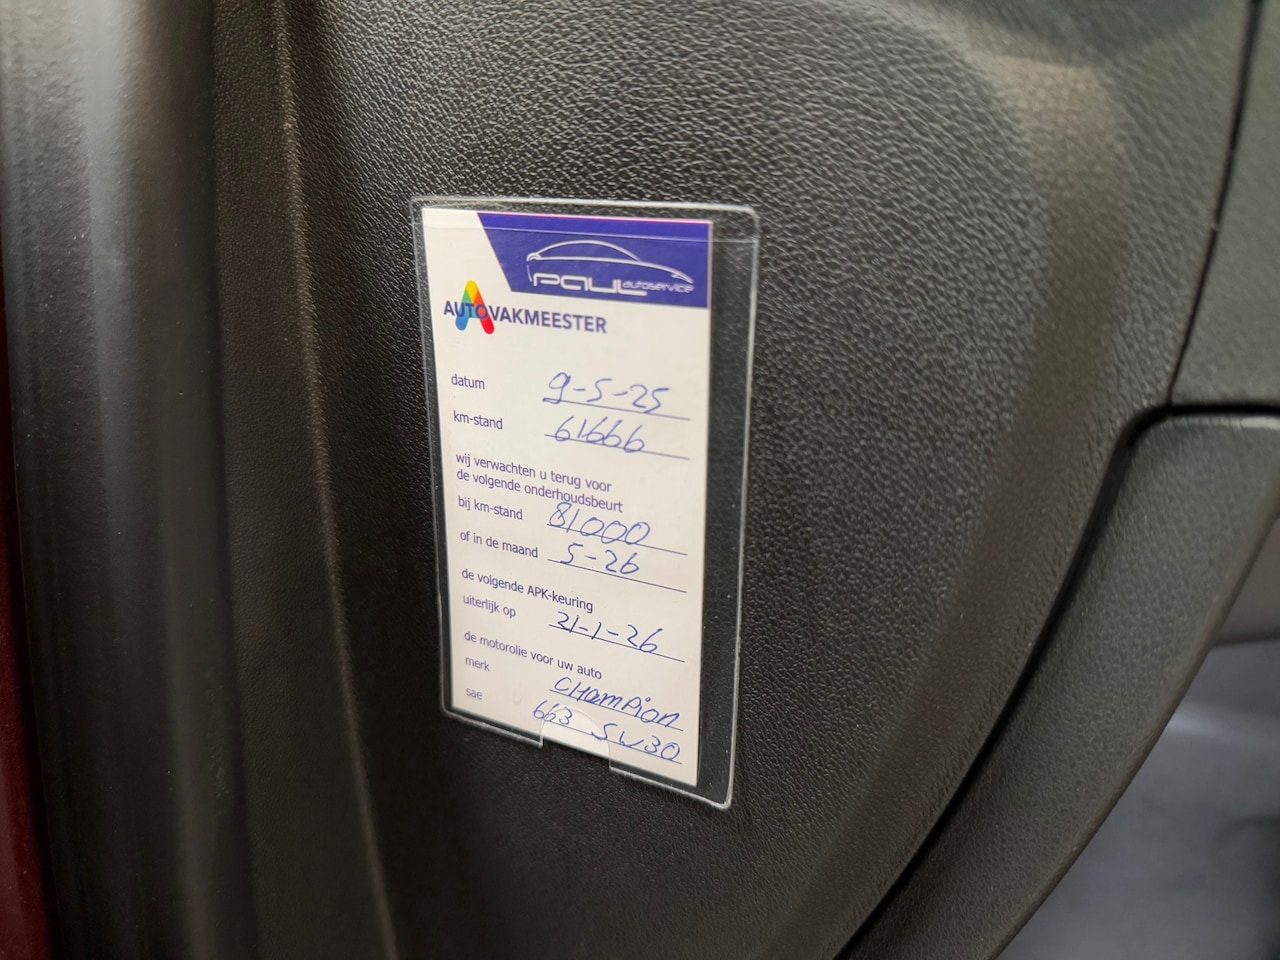 PAUL autoservice
AUTOVAKMEESTER
datum 9-5-25
km-stand 61666
wij verwachten u terug voor
de volgende onderhoudsbeurt
bij km-stand 81000
of in de maand 5-26
de volgende APK-keuring
uiterlijk op 31-1-26
de motorolie voor uw auto
merk CHAMPION
sae 663 5W30